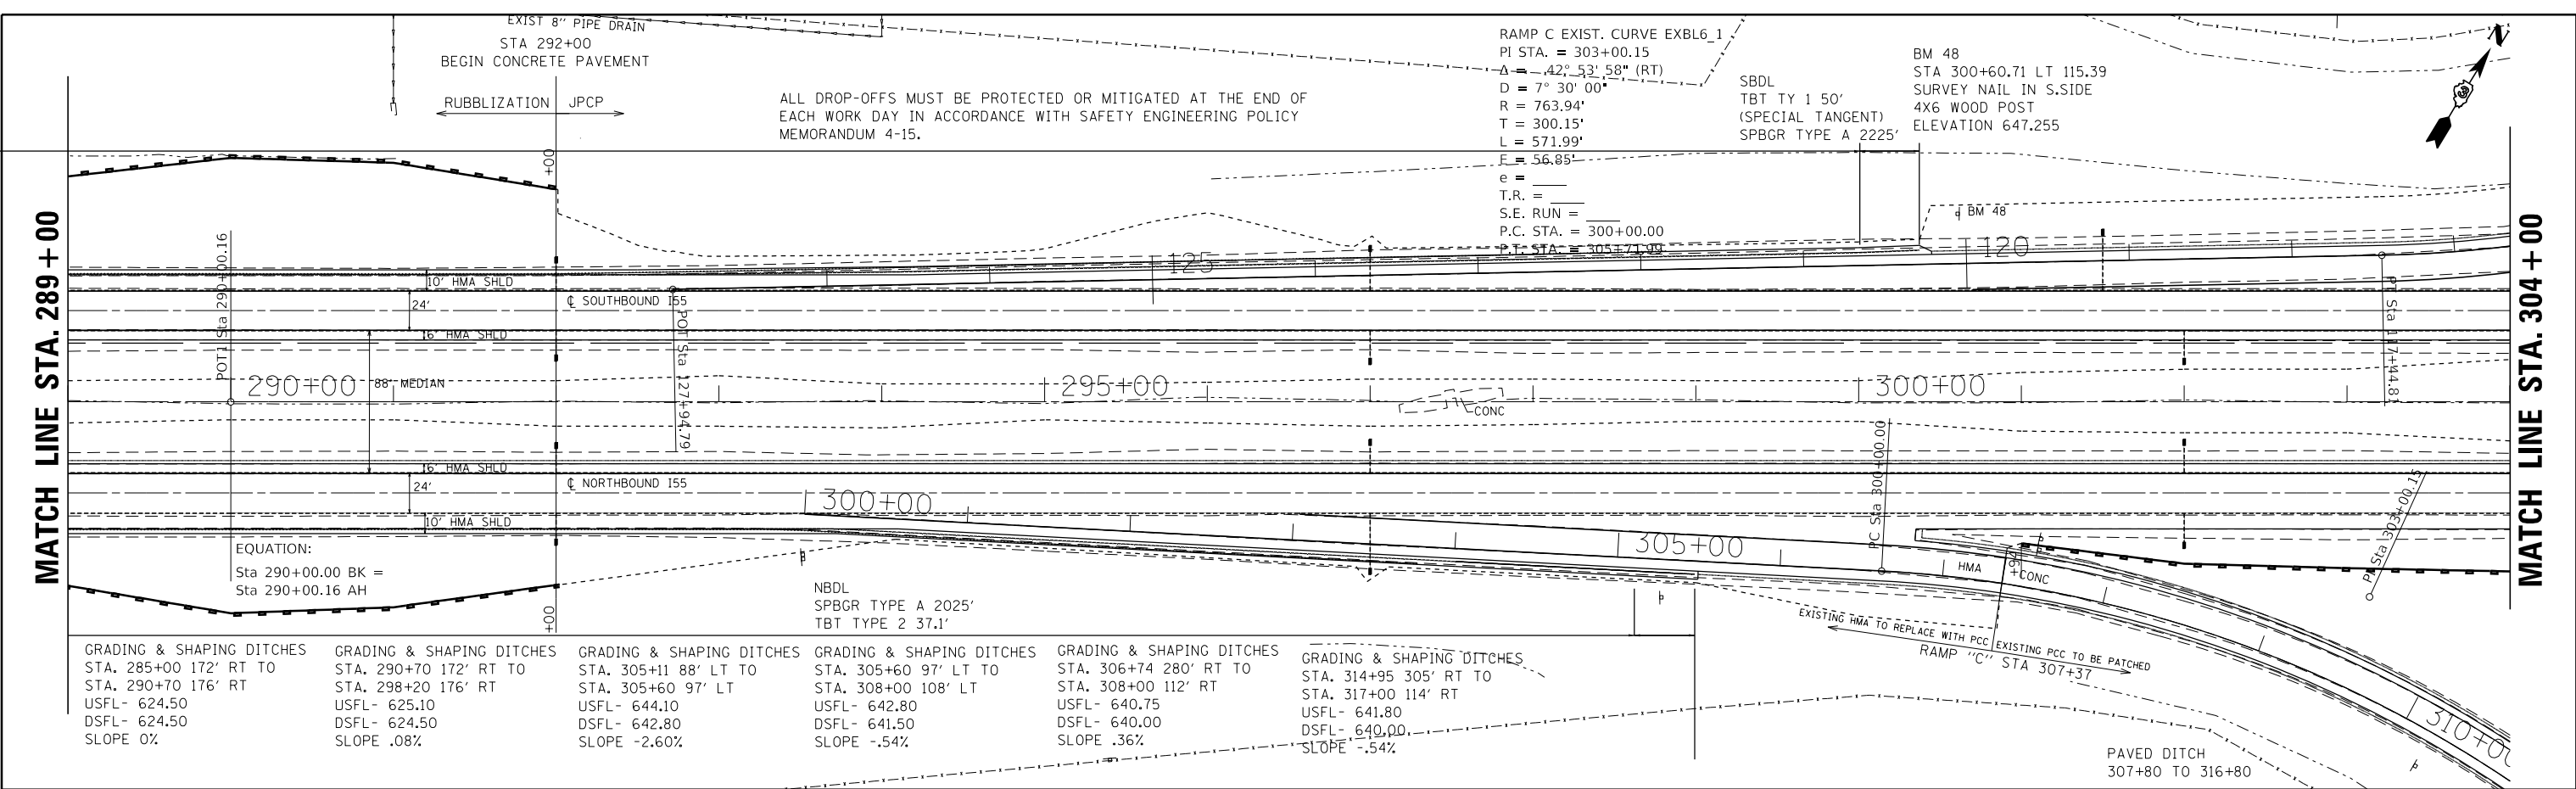 EXIST 8" PIPE DRAIN
STA 292+00
BEGIN CONCRETE PAVEMENT
RUBBLIZATION
JPCP
ALL DROP-OFFS MUST BE PROTECTED OR MITIGATED AT THE END OF
EACH WORK DAY IN ACCORDANCE WITH SAFETY ENGINEERING POLICY
MEMORANDUM 4-15.
RAMP C EXIST. CURVE EXBL6_1
PI STA. = 303+00.15
Δ = 42° 53' 58" (RT)
D = 7° 30' 00"
R = 763.94'
T = 300.15'
L = 571.99'
E = 56.85'
e = ____
T.R. = ____
S.E. RUN = ____
P.C. STA. = 300+00.00
P.T. STA. = 305+71.99
SBDL
TBT TY 1 50'
(SPECIAL TANGENT)
SPBGR TYPE A 2225'
BM 48
STA 300+60.71 LT 115.39
SURVEY NAIL IN S.SIDE
4X6 WOOD POST
ELEVATION 647.255
N
MATCH LINE STA. 289+00
MATCH LINE STA. 304+00
+00
BM 48
POT1 Sta 290+00.16
10' HMA SHLD
24'
6' HMA SHLD
℄ SOUTHBOUND I55
125
120
POT Sta 127+94.79
PI Sta 117+44.81
290+00
88' MEDIAN
295+00
300+00
CONC
6' HMA SHLD
24'
10' HMA SHLD
℄ NORTHBOUND I55
300+00
305+00
PC Sta 300+00.00
PI Sta 303+00.15
HMA
+94
CONC
EQUATION:
Sta 290+00.00 BK =
Sta 290+00.16 AH
+00
NBDL
SPBGR TYPE A 2025'
TBT TYPE 2 37.1'
EXISTING HMA TO REPLACE WITH PCC
EXISTING PCC TO BE PATCHED
RAMP "C" STA 307+37
310+00
GRADING & SHAPING DITCHES
STA. 285+00 172' RT TO
STA. 290+70 176' RT
USFL- 624.50
DSFL- 624.50
SLOPE 0%
GRADING & SHAPING DITCHES
STA. 290+70 172' RT TO
STA. 298+20 176' RT
USFL- 625.10
DSFL- 624.50
SLOPE .08%
GRADING & SHAPING DITCHES
STA. 305+11 88' LT TO
STA. 305+60 97' LT
USFL- 644.10
DSFL- 642.80
SLOPE -2.60%
GRADING & SHAPING DITCHES
STA. 305+60 97' LT TO
STA. 308+00 108' LT
USFL- 642.80
DSFL- 641.50
SLOPE -.54%
GRADING & SHAPING DITCHES
STA. 306+74 280' RT TO
STA. 308+00 112' RT
USFL- 640.75
DSFL- 640.00
SLOPE .36%
GRADING & SHAPING DITCHES
STA. 314+95 305' RT TO
STA. 317+00 114' RT
USFL- 641.80
DSFL- 640.00
SLOPE -.54%
PAVED DITCH
307+80 TO 316+80